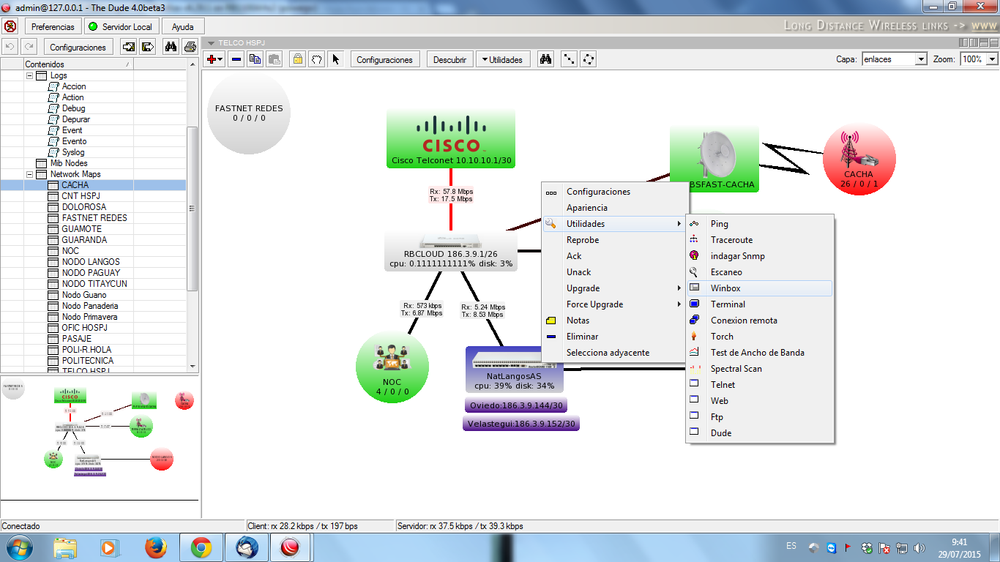 admin@127.0.0.1 - The Dude 4.0beta3
Preferencias
Servidor Local
Ayuda
Long Distance Wireless links -> www
Configuraciones
TELCO HSPJ
Contenidos
Logs
Accion
Action
Debug
Depurar
Event
Evento
Syslog
Mib Nodes
Network Maps
CACHA
CNT HSPJ
DOLOROSA
FASTNET REDES
GUAMOTE
GUARANDA
NOC
NODO LANGOS
NODO PAGUAY
NODO TITAYCUN
Nodo Guano
Nodo Panaderia
Nodo Primavera
OFIC HOSPJ
PASAJE
POLI-R.HOLA
POLITECNICA
TELCO HSPJ
Configuraciones
Descubrir
Utilidades
Capa:
enlaces
Zoom:
100%
FASTNET REDES
0 / 0 / 0
CISCO
Cisco Telconet 10.10.10.1/30
Rx: 57.8 Mbps
Tx: 17.5 Mbps
RBCLOUD 186.3.9.1/26
cpu: 0.1111111111% disk: 3%
Rx: 573 kbps
Tx: 6.87 Mbps
Rx: 5.24 Mbps
Tx: 8.53 Mbps
NOC
4 / 0 / 0
NatLangosAS
cpu: 39% disk: 34%
Oviedo:186.3.9.144/30
Velastegui:186.3.9.152/30
BSFAST-CACHA
CACHA
26 / 0 / 1
Configuraciones
Apariencia
Utilidades
Reprobe
Ack
Unack
Upgrade
Force Upgrade
Notas
Eliminar
Selecciona adyacente
Ping
Traceroute
indagar Snmp
Escaneo
Winbox
Terminal
Conexion remota
Torch
Test de Ancho de Banda
Spectral Scan
Telnet
Web
Ftp
Dude
Conectado
Client: rx 28.2 kbps / tx 197 bps
Servidor: rx 37.5 kbps / tx 39.3 kbps
ES
9:41
29/07/2015